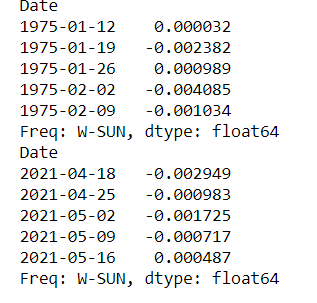 Date
1975-01-12    0.000032
1975-01-19   -0.002382
1975-01-26    0.000989
1975-02-02   -0.004085
1975-02-09   -0.001034
Freq: W-SUN, dtype: float64
Date
2021-04-18   -0.002949
2021-04-25   -0.000983
2021-05-02   -0.001725
2021-05-09   -0.000717
2021-05-16    0.000487
Freq: W-SUN, dtype: float64